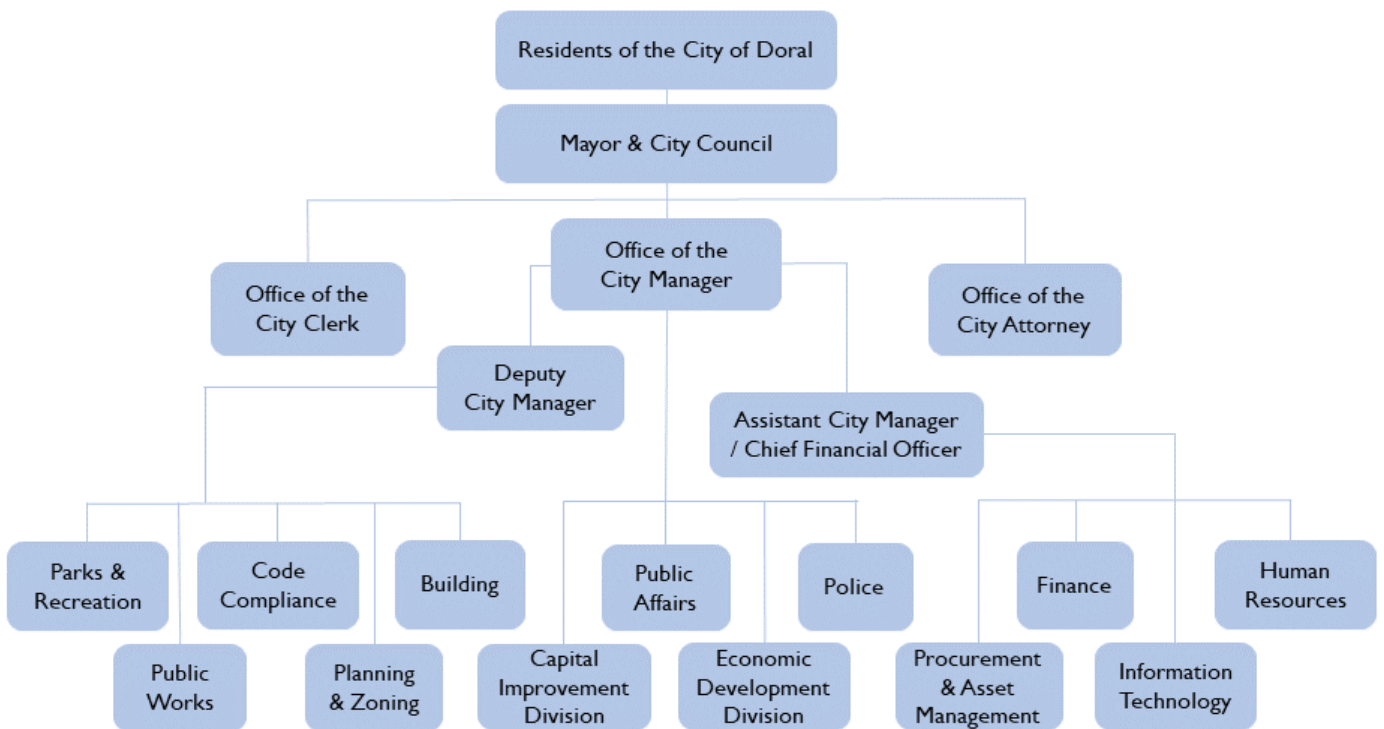 Residents of the City of Doral
Mayor & City Council
Office of the
City Manager
Office of the
City Clerk
Office of the
City Attorney
Deputy
City Manager
Assistant City Manager
/ Chief Financial Officer
Parks &
Recreation
Code
Compliance
Building
Public
Affairs
Police
Finance
Human
Resources
Public
Works
Planning
& Zoning
Capital
Improvement
Division
Economic
Development
Division
Procurement
& Asset
Management
Information
Technology